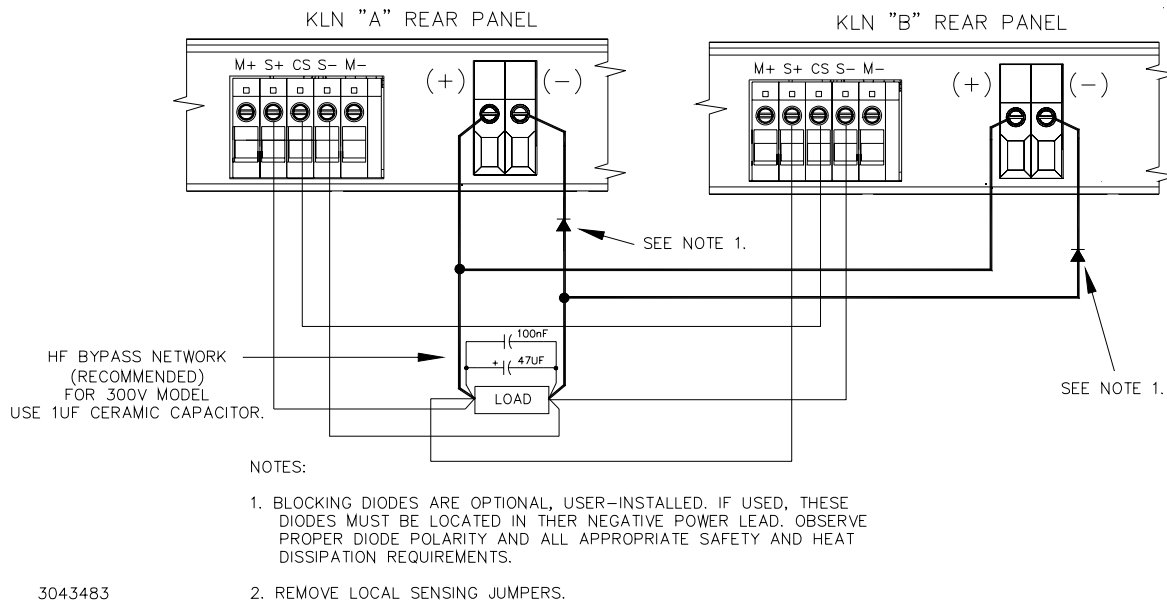 KLN "A" REAR PANEL
KLN "B" REAR PANEL
M+ S+ CS S- M-
(+) (-)
M+ S+ CS S- M-
(+) (-)
SEE NOTE 1.
100nF
HF BYPASS NETWORK
(RECOMMENDED)
FOR 300V MODEL
USE 1UF CERAMIC CAPACITOR.
+ 47UF
LOAD
SEE NOTE 1.
NOTES:
1. BLOCKING DIODES ARE OPTIONAL, USER-INSTALLED. IF USED, THESE
DIODES MUST BE LOCATED IN THER NEGATIVE POWER LEAD. OBSERVE
PROPER DIODE POLARITY AND ALL APPROPRIATE SAFETY AND HEAT
DISSIPATION REQUIREMENTS.
3043483
2. REMOVE LOCAL SENSING JUMPERS.